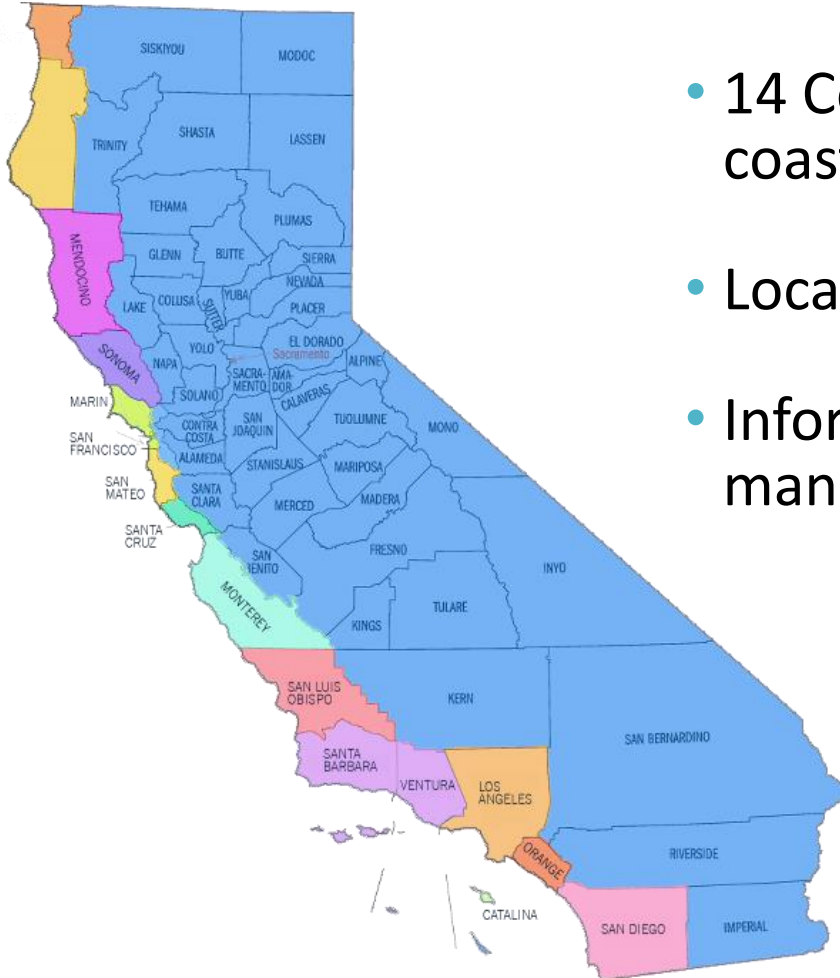 SISKIYOU
MODOC
TRINITY
SHASTA
LASSEN
TEHAMA
PLUMAS
MENDOCINO
GLENN
BUTTE
SIERRA
NEVADA
LAKE
COLUSA
SUTTER
YUBA
PLACER
SONOMA
NAPA
YOLO
EL DORADO
Sacramento
ALPINE
SACRA-
MENTO
AMA-
DOR
SOLANO
CALAVERAS
MARIN
SAN
FRANCISCO
CONTRA
COSTA
SAN
JOAQUIN
TUOLUMNE
MONO
ALAMEDA
STANISLAUS
MARIPOSA
SAN
MATEO
SANTA
CLARA
MERCED
MADERA
SANTA
CRUZ
SAN
BENITO
FRESNO
INYO
MONTEREY
KINGS
TULARE
SAN LUIS
OBISPO
KERN
SAN BERNARDINO
SANTA
BARBARA
VENTURA
LOS
ANGELES
ORANGE
RIVERSIDE
CATALINA
SAN DIEGO
IMPERIAL
• 14 C
coast
• Loca
• Infor
man